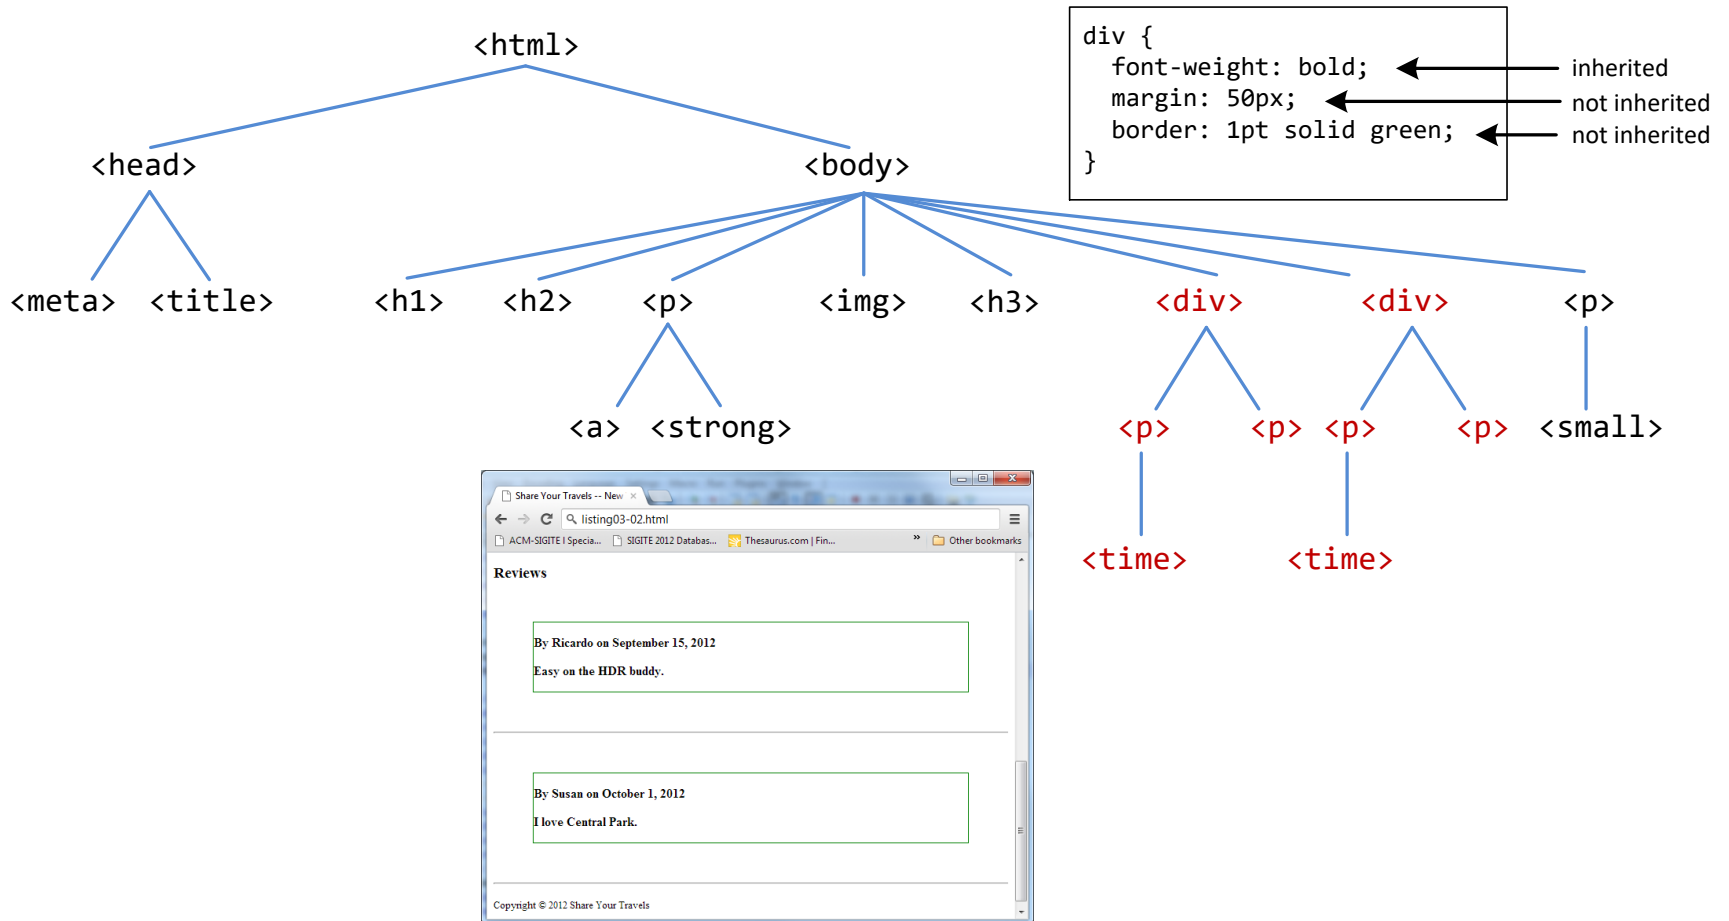 <html>
div {
font-weight: bold;
inherited
margin: 50px;
not inherited
border: 1pt solid green;
not inherited
}
<head>
<body>
<meta> <title> <h1> <h2> <p> <img> <h3> <div> <div> <p>
<a> <strong> <p> <p> <p> <p> <small>
<time> <time>
Share Your Travels -- New
listing03-02.html
ACM-SIGITE | Specia... SIGITE 2012 Databas... Thesaurus.com | Fin... » Other bookmarks
Reviews
By Ricardo on September 15, 2012
Easy on the HDR buddy.
By Susan on October 1, 2012
I love Central Park.
Copyright © 2012 Share Your Travels